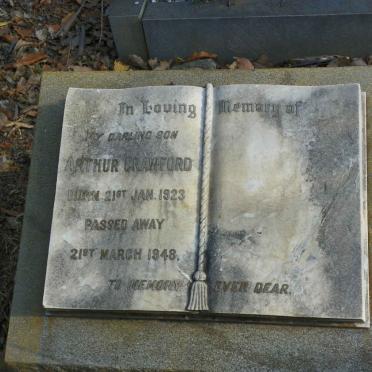 In Loving Memory of
MY DARLING SON
ARTHUR CRAWFORD
BORN 21ST JAN. 1923
PASSED AWAY
21ST MARCH 1948.
TO MEMORY EVER DEAR.